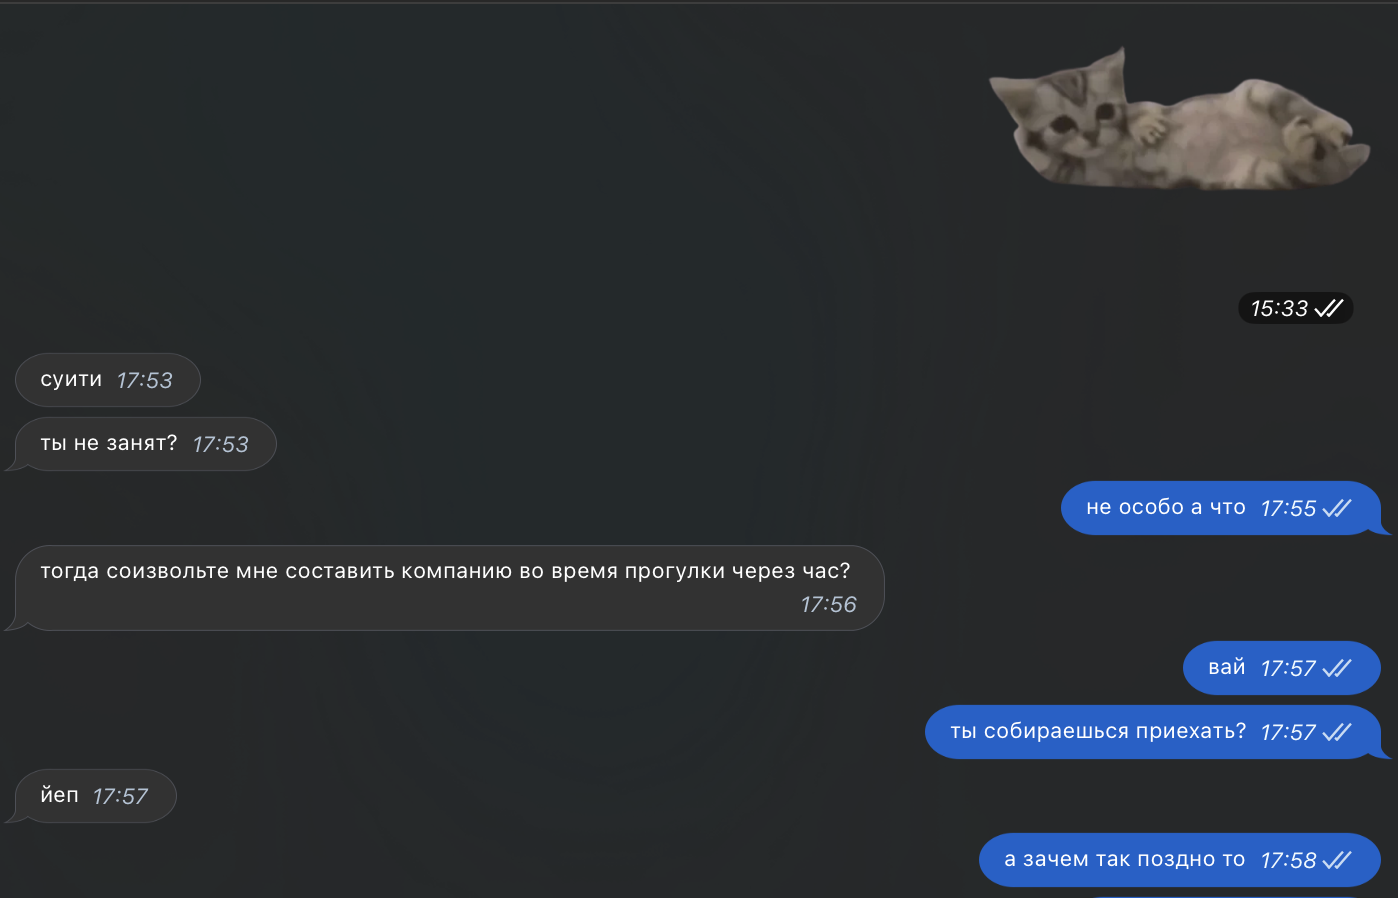 15:33
суити 17:53
ты не занят? 17:53
не особо а что 17:55
тогда соизвольте мне составить компанию во время прогулки через час?
17:56
вай 17:57
ты собираешься приехать? 17:57
йеп 17:57
а зачем так поздно то 17:58